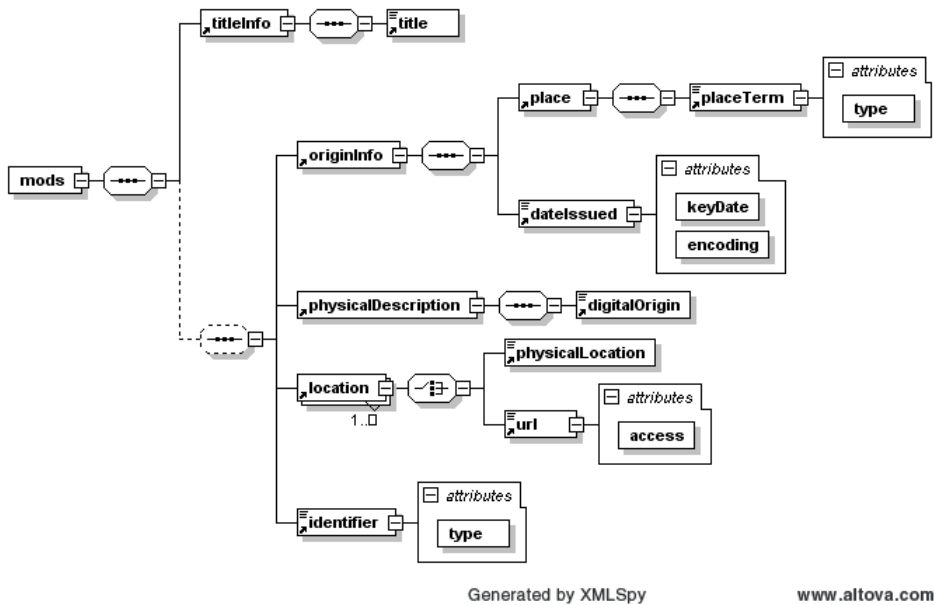 titleInfo
title
attributes
place
placeTerm
type
originInfo
mods
attributes
keyDate
dateIssued
encoding
physicalDescription
digitalOrigin
physicalLocation
location
attributes
1..
url
access
attributes
identifier
type
Generated by XMLSpy
www.altova.com